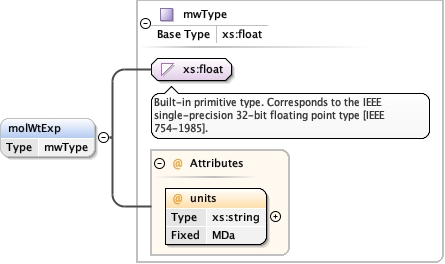 mwType
Base Type xs:float
xs:float
Built-in primitive type. Corresponds to the IEEE
single-precision 32-bit floating point type [IEEE
754-1985].
molWtExp
Type mwType
@ Attributes
@ units
Type xs:string
Fixed MDa